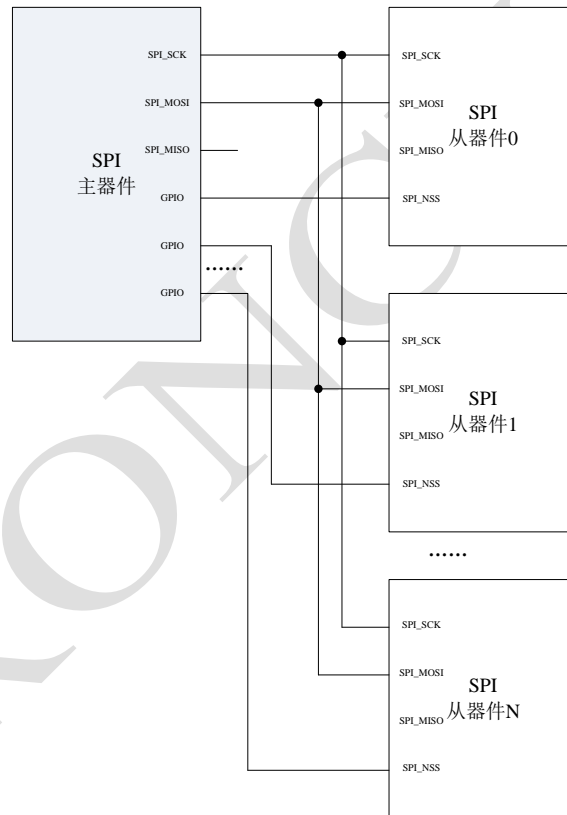 SPI_SCK
SPI_MOSI
SPI_MISO
SPI
主器件
GPIO
GPIO
......
GPIO
SPI_SCK
SPI_MOSI
SPI
从器件0
SPI_MISO
SPI_NSS
SPI_SCK
SPI_MOSI
SPI
从器件1
SPI_MISO
SPI_NSS
......
SPI_SCK
SPI_MOSI
SPI
从器件N
SPI_MISO
SPI_NSS